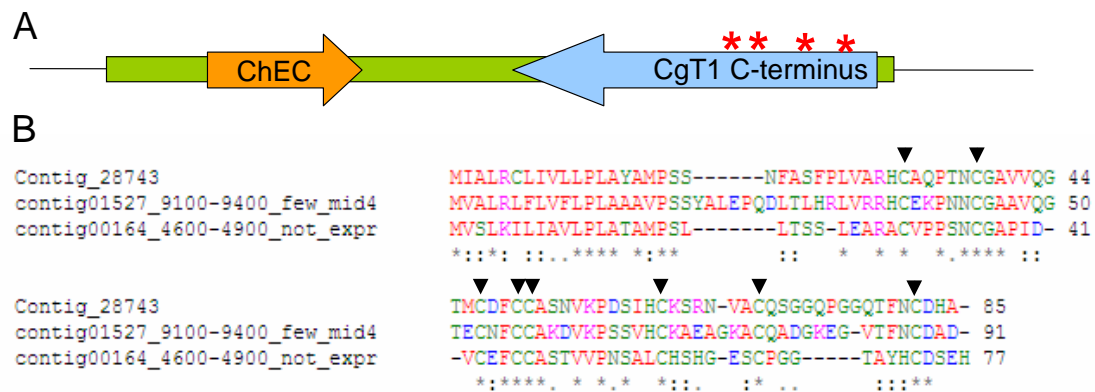 A
* * * *
ChEC
CgT1 C-terminus
B
Contig_28743 MIALRCLIVLLPLAYAMPSS------NFASFPLVARHCAQPTNCGAVVQG 44
contig01527_9100-9400_few_mid4 MVALRLFLVFLPLAAAVPSSYALEPQDLTLHRLVRRHCEKPNNCGAAVQG 50
contig00164_4600-4900_not_expr MVSLKILIAVLPLATAMPSL-------LTSS-LEARACVPPSNCGAPID- 41
*::*: ::..**** *:** :: * * * *.**** ::
Contig_28743 TMCDFCCASNVKPDSIHCKSRN-VACQSGGQPGGQTFNCDHA- 85
contig01527_9100-9400_few_mid4 TECNFCCAKDVKPSSVHCKAEAGKACQADGKEG-VTFNCDAD- 91
contig00164_4600-4900_not_expr -VCEFCCASTVVPNSALCHSHG-ESCPGG-----TAYHCDSEH 77
*:****. * *.* *::. :* .. :::**